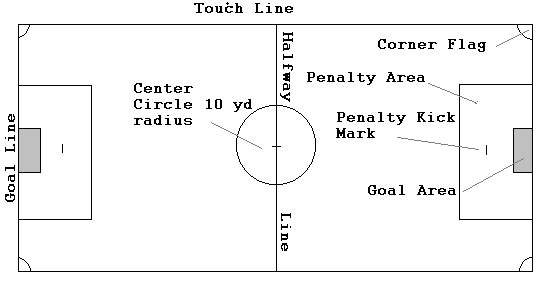 Touch Line
Corner Flag
Halfway
Penalty Area
Center
Circle 10 yd
radius
Penalty Kick
Mark
Goal Line
Goal Area
Line